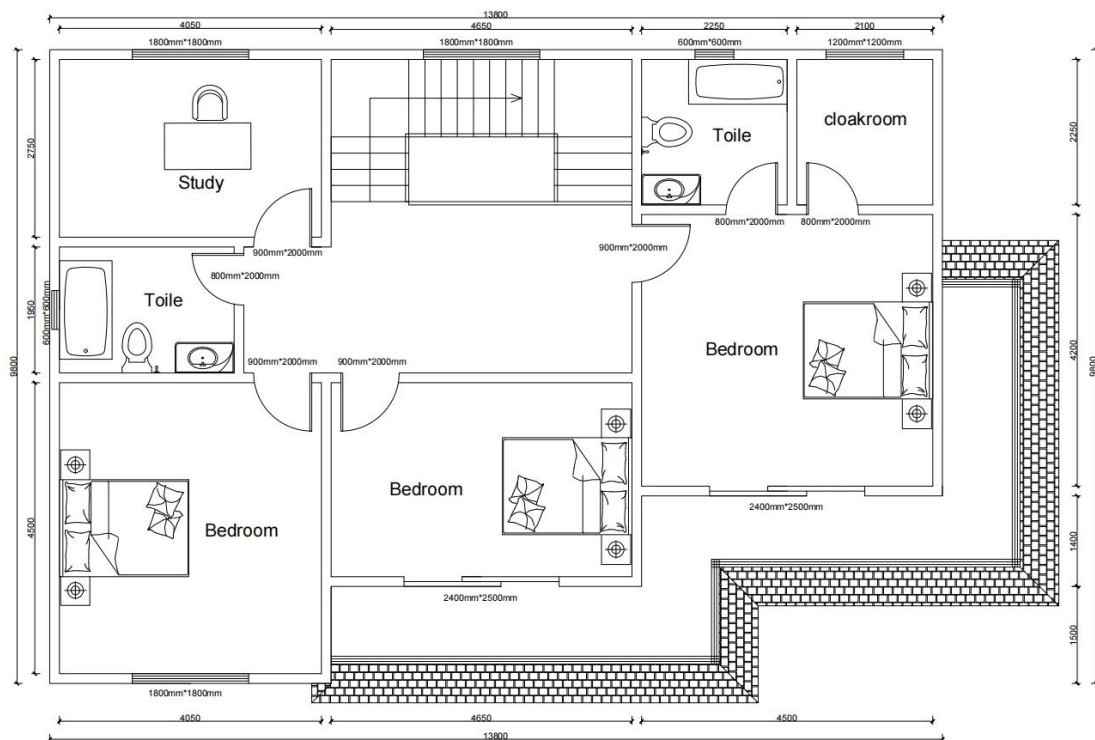 13800
4050
4650
2250
2100
1800mm*1800mm
1800mm*1800mm
600mm*600mm
1200mm*1200mm
2750
Study
Toile
cloakroom
2250
900mm*2000mm
800mm*2000mm
900mm*2000mm
800mm*2000mm
800mm*2000mm
9800
1950
600mm*600mm
Toile
900mm*2000mm
900mm*2000mm
Bedroom
4200
9800
4500
Bedroom
Bedroom
2400mm*2500mm
2400mm*2500mm
1400
1500
1800mm*1800mm
4050
4650
4500
13800